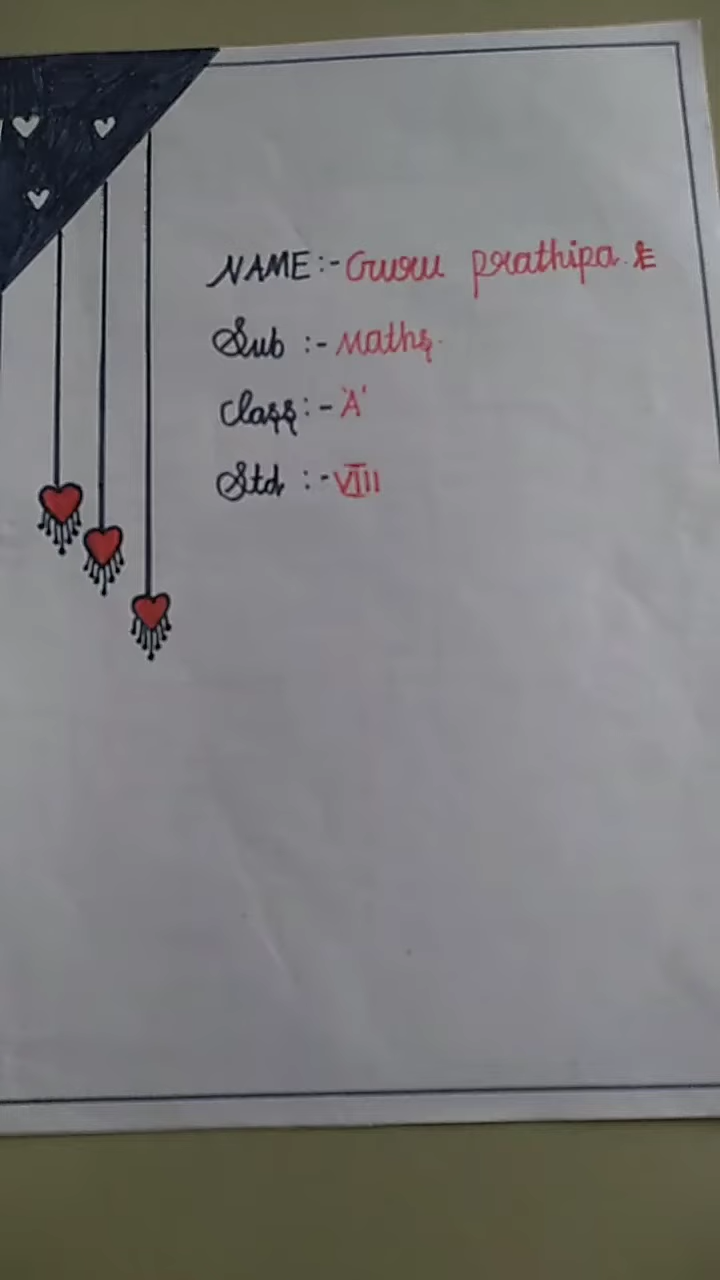 NAME :- Guru prathipa. E
Sub :- Maths.
Class :- 'A'
Std :- VIII